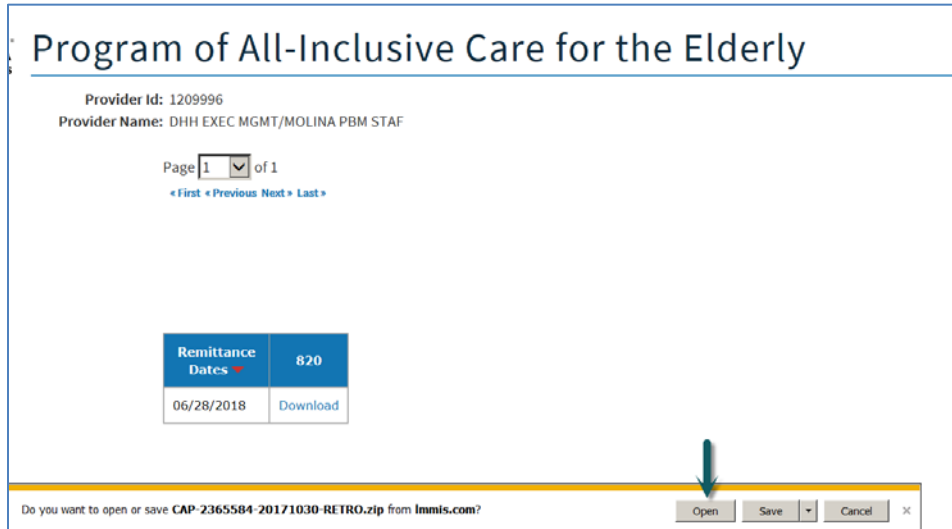 Program of All-Inclusive Care for the Elderly
Provider Id: 1209996
Provider Name: DHH EXEC MGMT/MOLINA PBM STAF
Page 1 of 1
« First « Previous Next » Last »
Remittance Dates 820
06/28/2018 Download
Do you want to open or save CAP-2365584-20171030-RETRO.zip from lmmis.com? Open Save Cancel ×